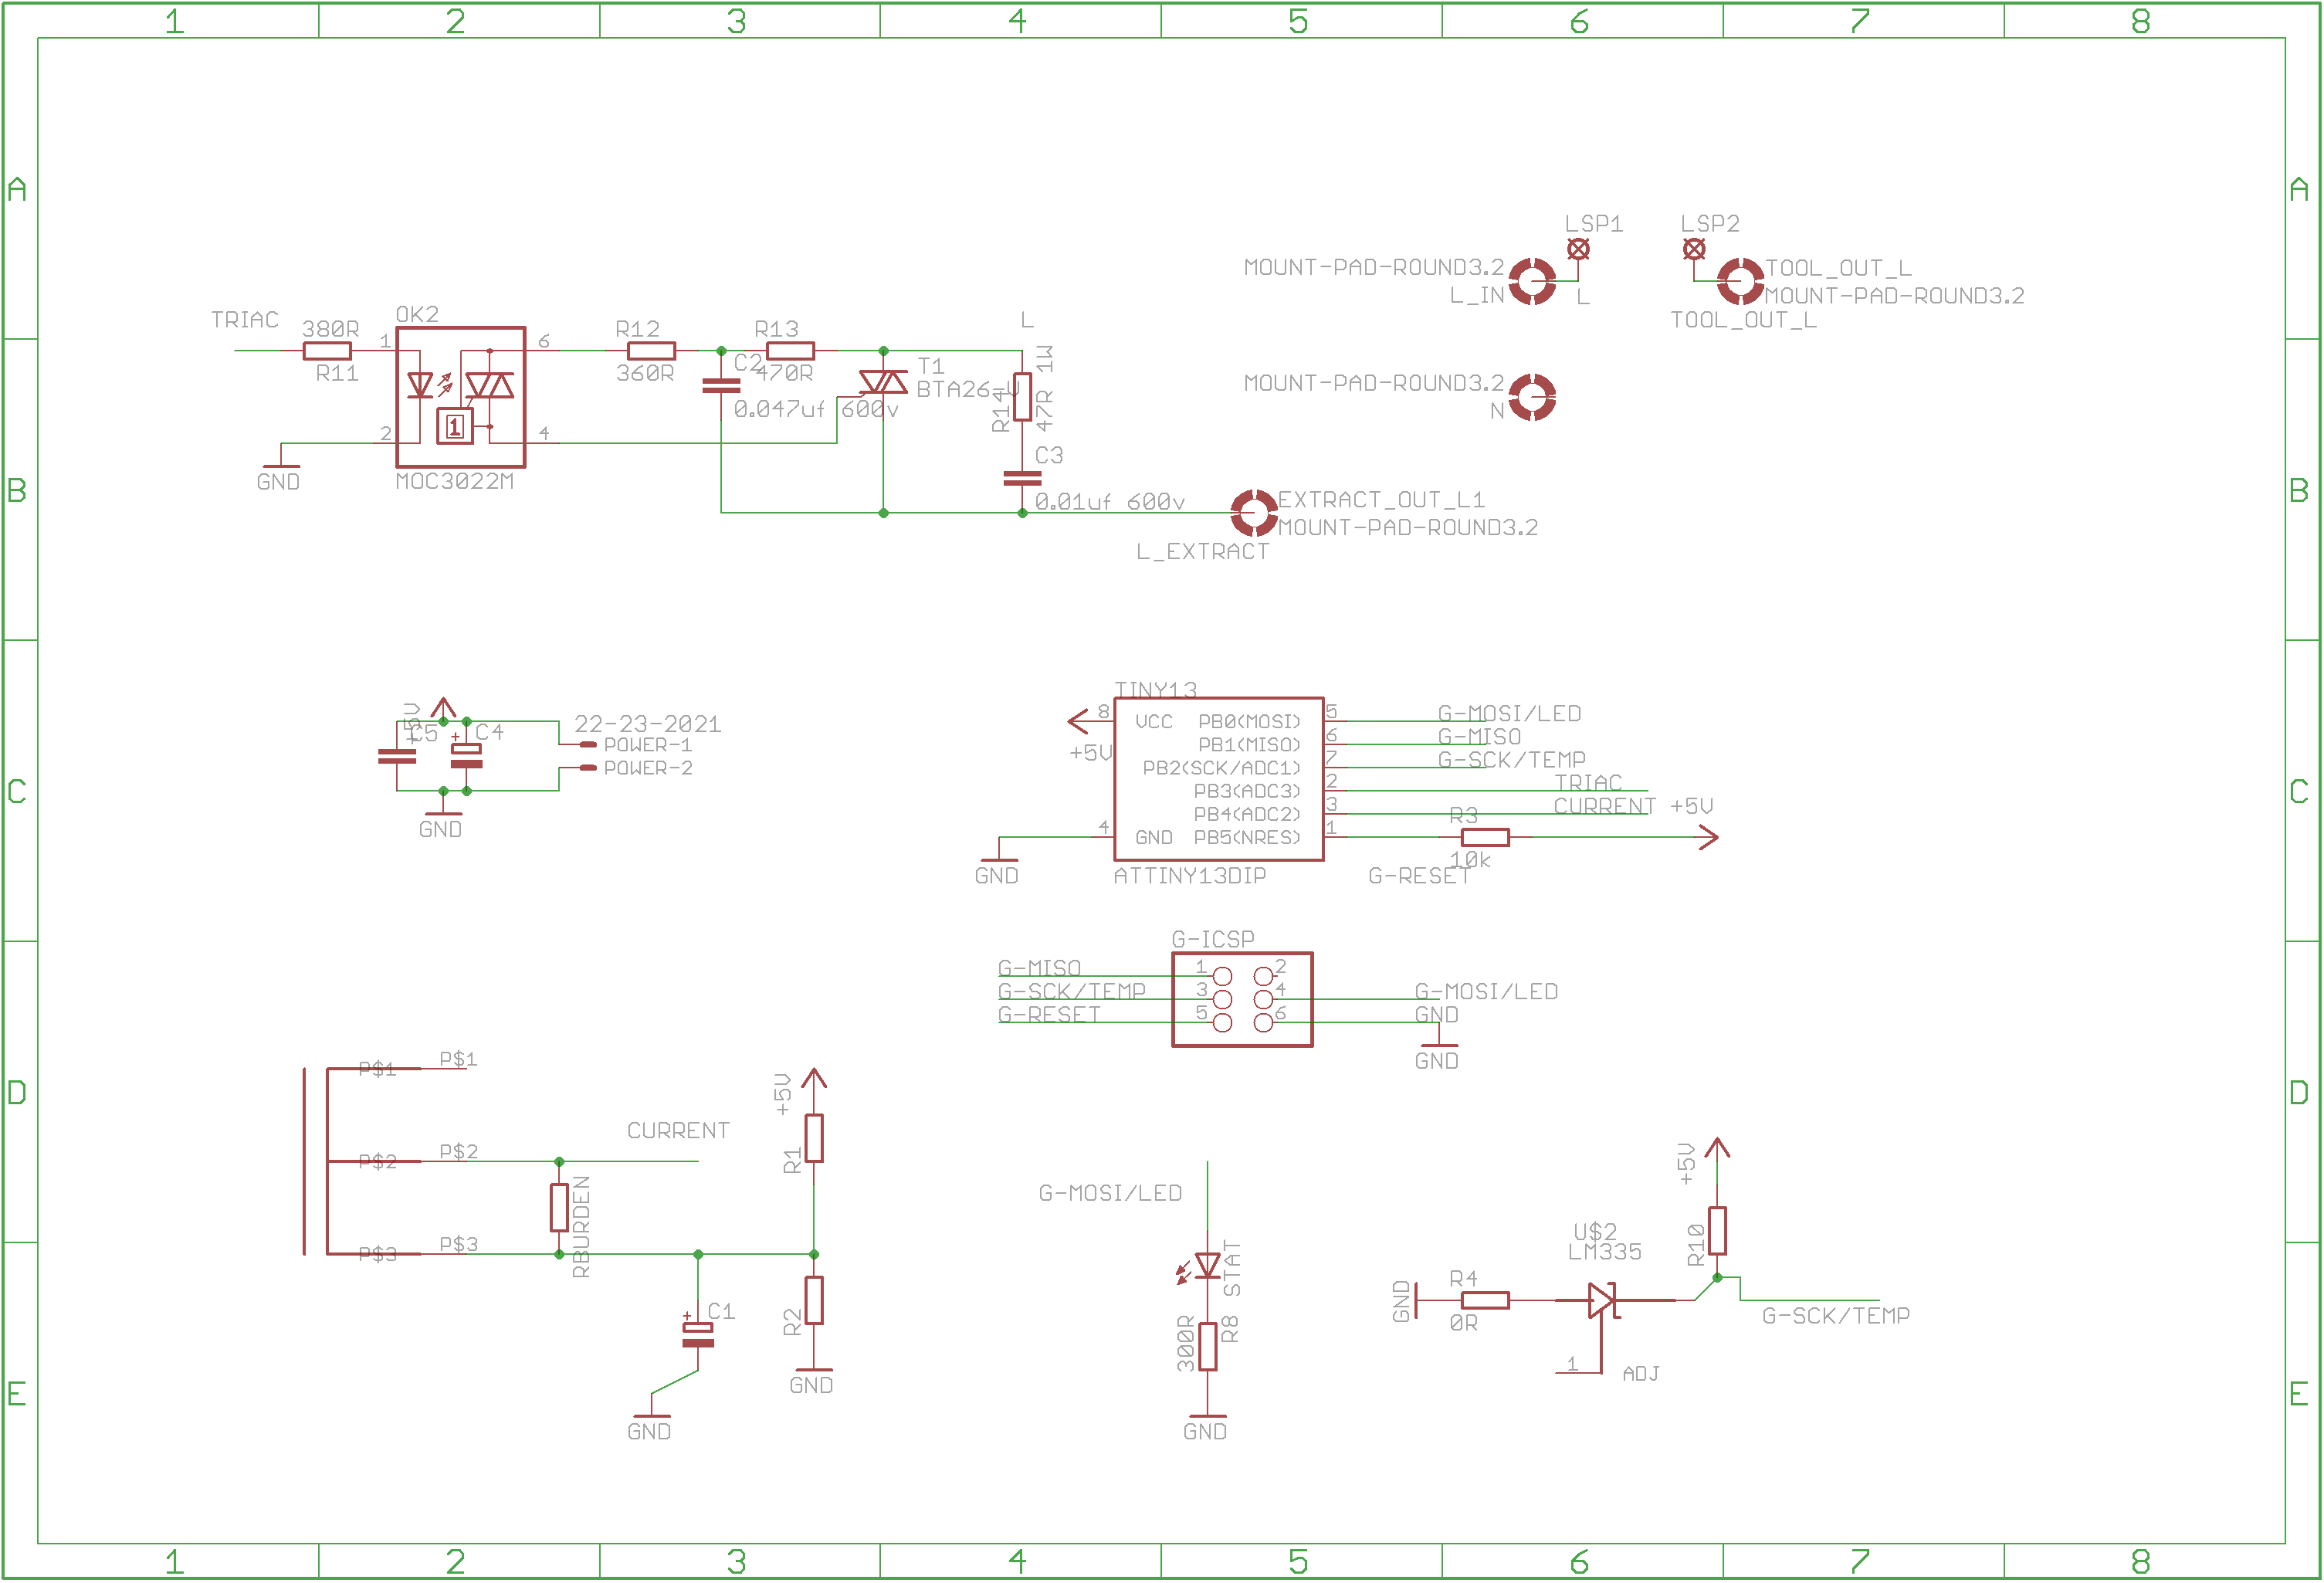 1 2 3 4 5 6 7 8
A A
LSP1 LSP2
MOUNT-PAD-ROUND3.2 TOOL_OUT_L
L_IN L MOUNT-PAD-ROUND3.2
TOOL_OUT_L
TRIAC 380R OK2 R12 R13 L
1 6
R11 360R C2 470R T1
BTA26-U
R14 47R 1W
MOUNT-PAD-ROUND3.2
N
0.047uf 600v
1
2 4
GND MOC3022M
C3
0.01uf 600v
EXTRACT_OUT_L1
MOUNT-PAD-ROUND3.2
L_EXTRACT
B B
+5V
C5 + C4
22-23-2021
POWER-1
POWER-2
GND
TINY13
8 VCC PB0(MOSI) 5 G-MOSI/LED
+5V PB1(MISO) 6 G-MISO
PB2(SCK/ADC1) 7 G-SCK/TEMP
PB3(ADC3) 2 TRIAC
PB4(ADC2) 3 CURRENT +5V
4 GND PB5(NRES) 1 R3
10k
GND ATTINY13DIP G-RESET
C C
G-ICSP
G-MISO 1 2
G-SCK/TEMP 3 4 G-MOSI/LED
G-RESET 5 6 GND
GND
P$1 P$1
P$2 P$2
P$3 P$3
CURRENT
RBURDEN
+5V
R1
R2
+ C1
GND
GND
D D
G-MOSI/LED
STAT
300R R8
GND
+5V
U$2
LM335
R10
GND R4
0R
G-SCK/TEMP
1 ADJ
E E
1 2 3 4 5 6 7 8